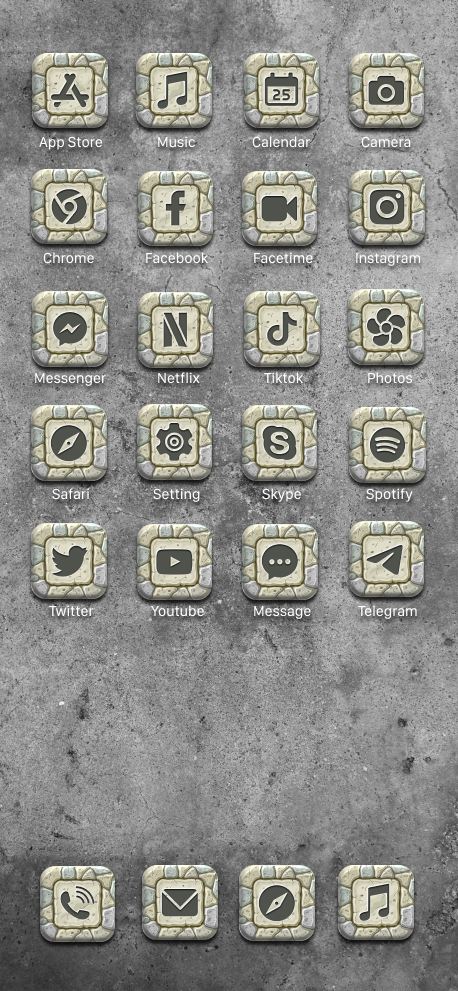 App Store Music Calendar Camera
25
Chrome Facebook Facetime Instagram
Messenger Netflix Tiktok Photos
Safari Setting Skype Spotify
Twitter Youtube Message Telegram